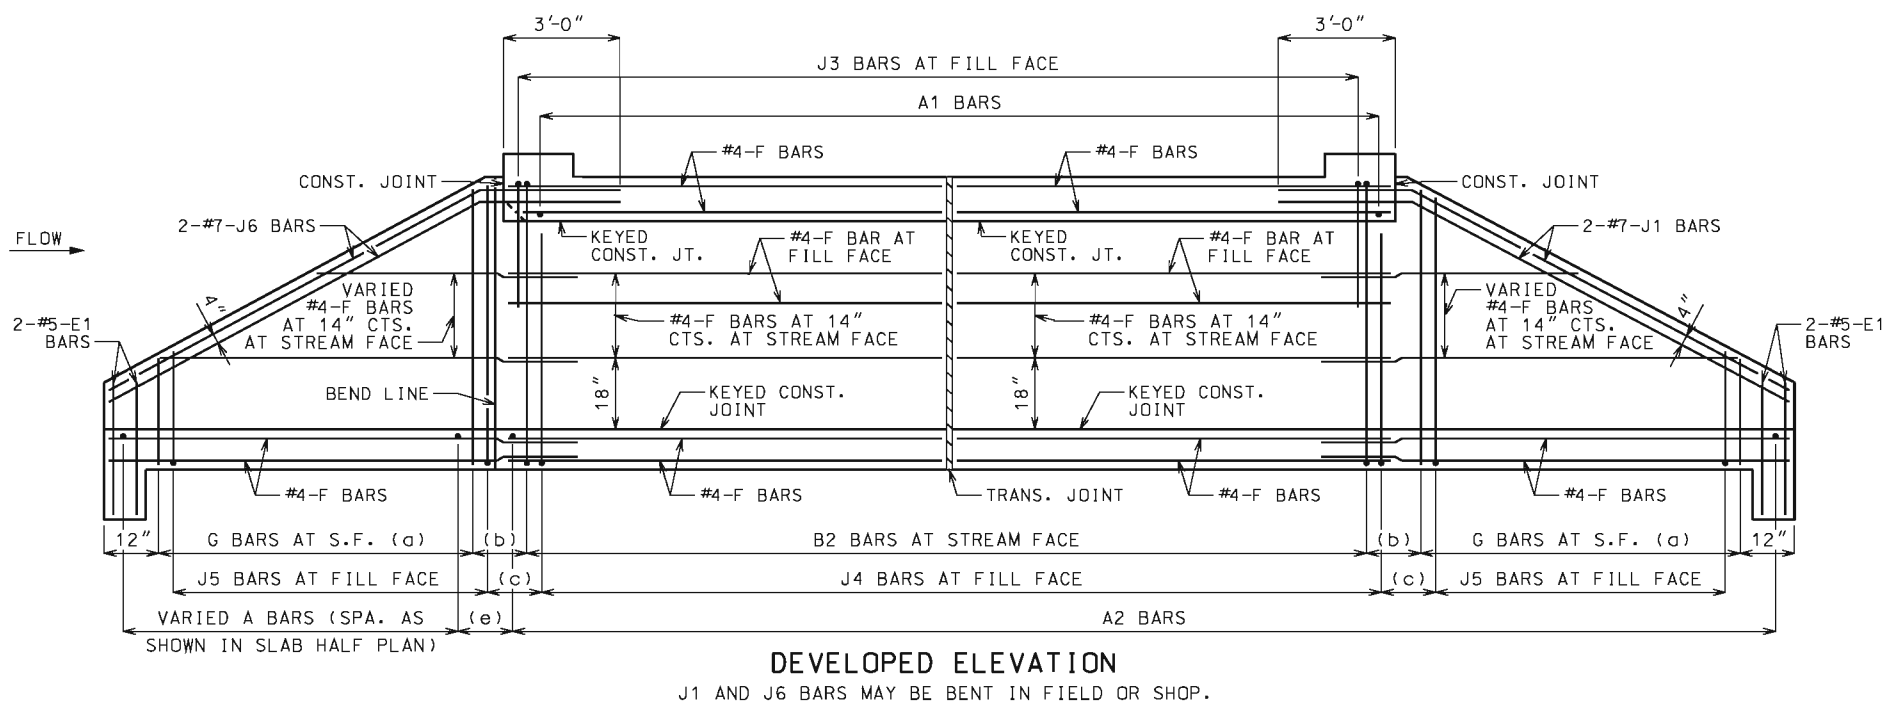 3'-0"
3'-0"
J3 BARS AT FILL FACE
A1 BARS
#4-F BARS
#4-F BARS
CONST. JOINT
CONST. JOINT
2-#7-J6 BARS
2-#7-J1 BARS
FLOW
KEYED
CONST. JT.
#4-F BAR AT
FILL FACE
KEYED
CONST. JT.
#4-F BAR AT
FILL FACE
VARIED
#4-F BARS
AT 14" CTS.
AT STREAM FACE
4"
#4-F BARS AT 14"
CTS. AT STREAM FACE
#4-F BARS AT 14"
CTS. AT STREAM FACE
VARIED
#4-F BARS
AT 14" CTS.
AT STREAM FACE
4"
2-#5-E1
BARS
2-#5-E1
BARS
BEND LINE
18"
KEYED CONST.
JOINT
18"
KEYED CONST.
JOINT
#4-F BARS
#4-F BARS
TRANS. JOINT
#4-F BARS
#4-F BARS
12"
G BARS AT S.F. (a)
(b)
B2 BARS AT STREAM FACE
(b)
G BARS AT S.F. (a)
12"
J5 BARS AT FILL FACE
(c)
J4 BARS AT FILL FACE
(c)
J5 BARS AT FILL FACE
VARIED A BARS (SPA. AS
SHOWN IN SLAB HALF PLAN)
(e)
A2 BARS
DEVELOPED ELEVATION
J1 AND J6 BARS MAY BE BENT IN FIELD OR SHOP.